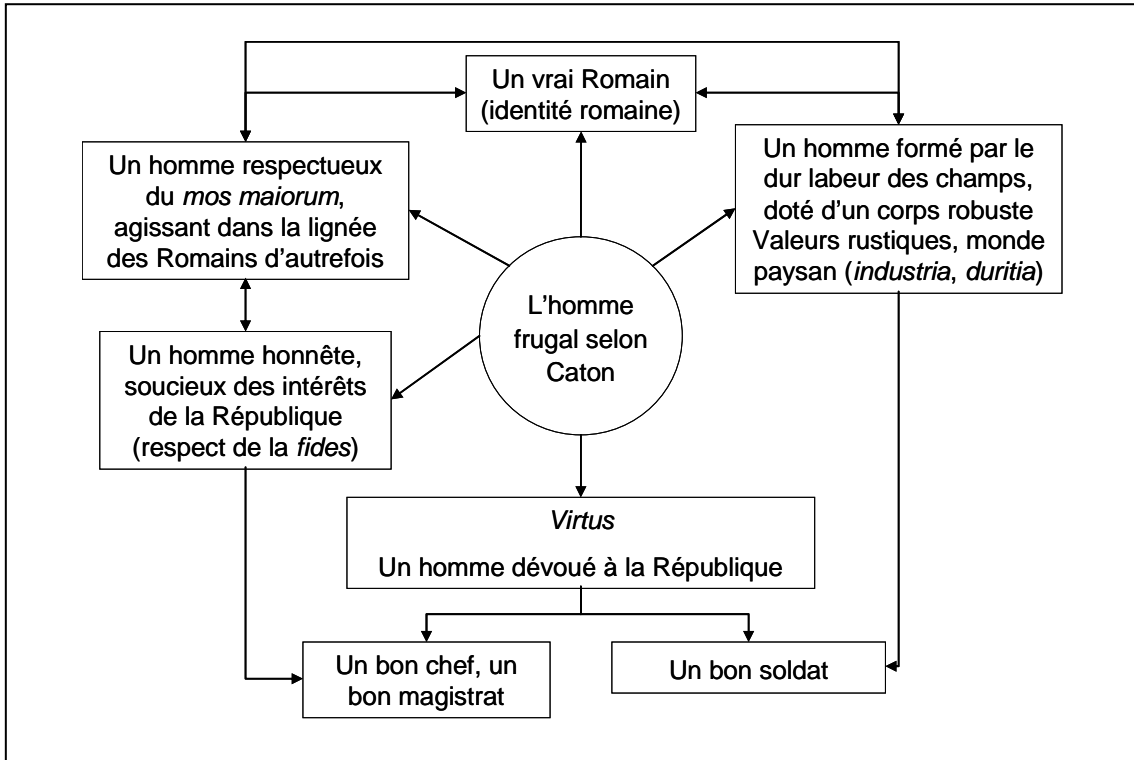 Un vrai Romain
(identité romaine)
Un homme respectueux
du mos maiorum,
agissant dans la lignée
des Romains d'autrefois
Un homme formé par le
dur labeur des champs,
doté d'un corps robuste
Valeurs rustiques, monde
paysan (industria, duritia)
L'homme
frugal selon
Caton
Un homme honnête,
soucieux des intérêts
de la République
(respect de la fides)
Virtus
Un homme dévoué à la République
Un bon chef, un
bon magistrat
Un bon soldat